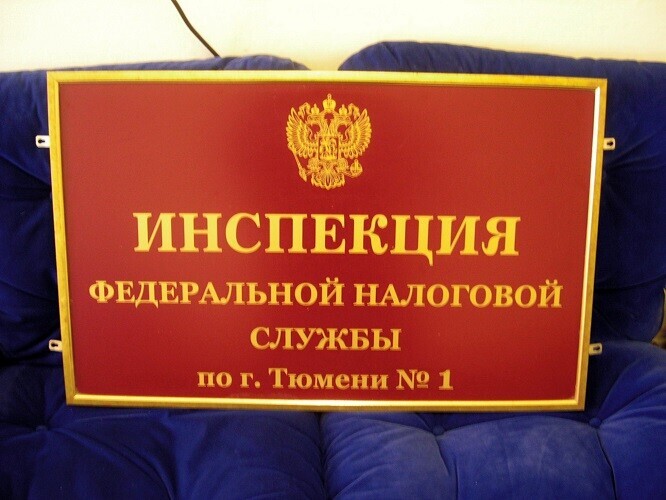 ИНСПЕКЦИЯ
ФЕДЕРАЛЬНОЙ НАЛОГОВОЙ
СЛУЖБЫ
по г. Тюмени № 1